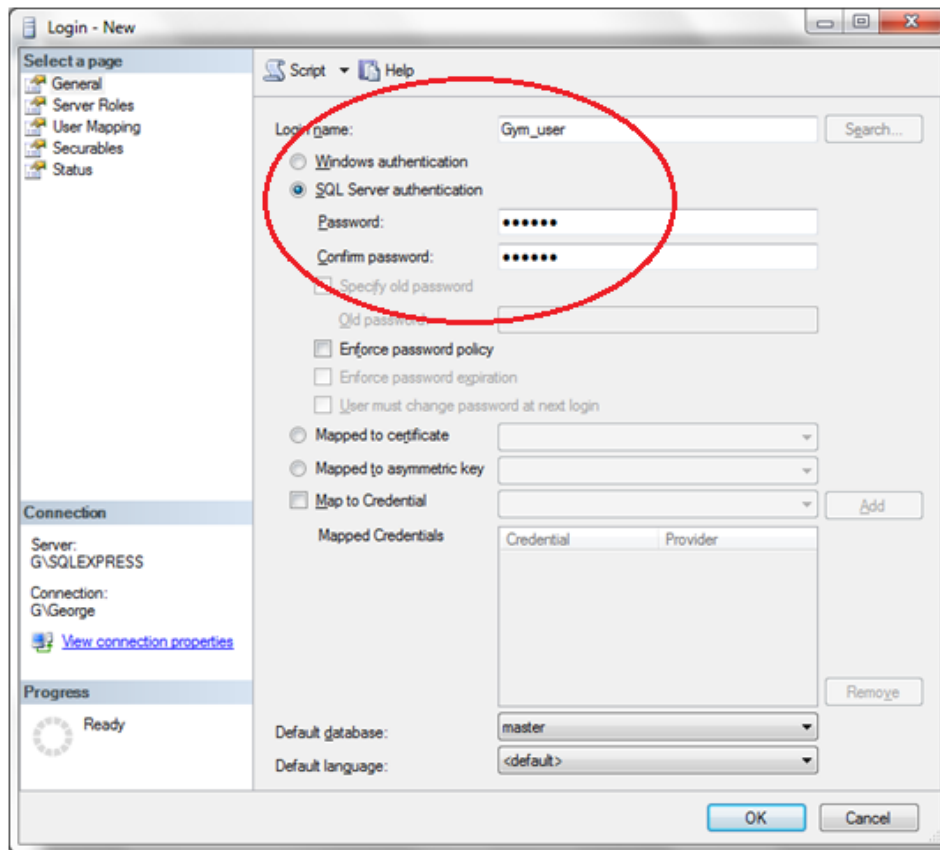 Login - New
Select a page
General
Server Roles
User Mapping
Securables
Status
Script Help
Login name: Gym_user Search...
Windows authentication
SQL Server authentication
Password: ●●●●●●
Confirm password: ●●●●●●
Specify old password
Old password:
Enforce password policy
Enforce password expiration
User must change password at next login
Mapped to certificate
Mapped to asymmetric key
Map to Credential Add
Mapped Credentials Credential Provider
Remove
Default database: master
Default language: <default>
Connection
Server:
G\SQLEXPRESS
Connection:
G\George
View connection properties
Progress
Ready
OK Cancel